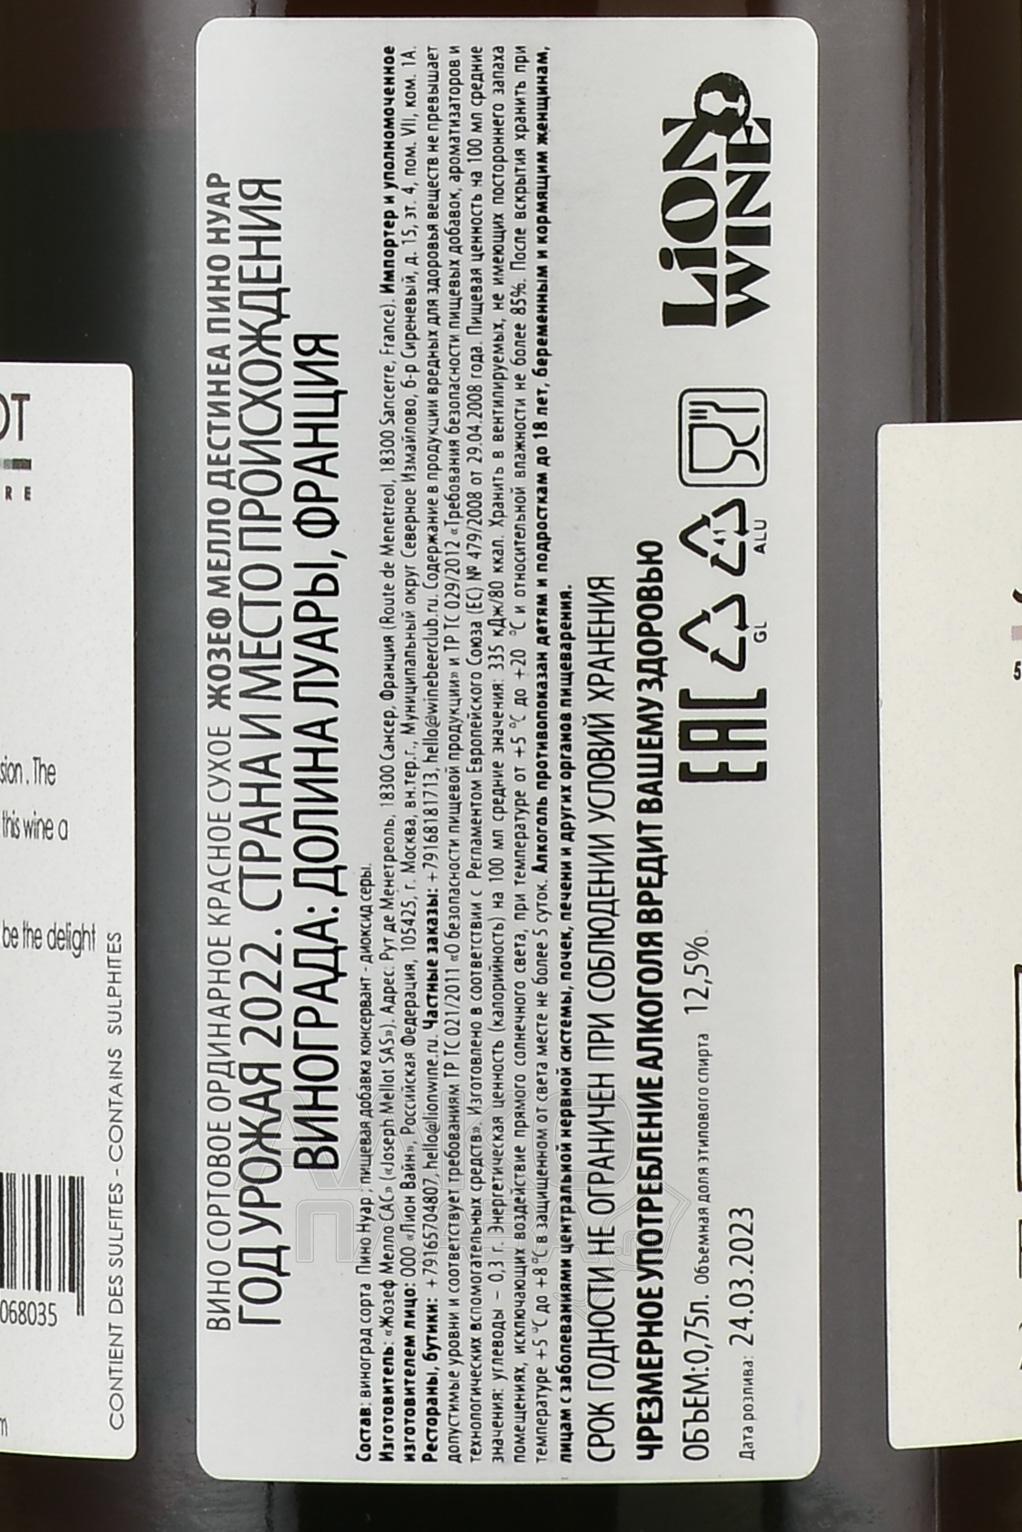 ОТ
RE
sion. The
this wine a
be the delight
068035
CONTIENT DES SULFITES - CONTAINS SULPHITES
ВИНО СОРТОВОЕ ОРДИНАРНОЕ КРАСНОЕ СУХОЕ ЖОЗЕФ МЕЛЛО ДЕСТИНЕА ПИНО НУАР
ГОД УРОЖАЯ 2022. СТРАНА И МЕСТО ПРОИСХОЖДЕНИЯ
ВИНОГРАДА: ДОЛИНА ЛУАРЫ, ФРАНЦИЯ
Состав: виноград сорта Пино Нуар ; пищевая добавка консервант - диоксид серы.
Изготовитель: «Жозеф Мелло САС» («Joseph Mellot SAS»). Адрес: Рут де Менетреоль, 18300 Сансер, Франция (Route de Menetreol, 18300 Sancerre, France). Импортер и уполномоченное
изготовителем лицо: ООО «Лион Вайн», Российская Федерация, 105425, г. Москва, вн.тер.г., Муниципальный округ Северное Измайлово, б-р Сиреневый, д. 15, эт. 4, пом. VII, ком. 1А.
Рестораны, бутики: +79165704807, hello@lionwine.ru. Частные заказы: +79168181713, hello@winebeerclub.ru. Содержание в продукции вредных для здоровья веществ не превышает
допустимые уровни и соответствует требованиям ТР ТС 021/2011 «О безопасности пищевой продукции» и ТР ТС 029/2012 «Требования безопасности пищевых добавок, ароматизаторов и
технологических вспомогательных средств». Изготовлено в соответствии с Регламентом Европейского Союза (ЕС) № 479/2008 от 29.04.2008 года. Пищевая ценность на 100 мл средние
значения: углеводы – 0,3 г. Энергетическая ценность (калорийность) на 100 мл средние значения: 335 кДж/80 ккал. Хранить в вентилируемых, не имеющих постороннего запаха
помещениях, исключающих воздействие прямого солнечного света, при температуре от +5 °С до +20 °С и относительной влажности не более 85%. После вскрытия хранить при
температуре +5 °С до +8 °С в защищенном от света месте не более 5 суток. Алкоголь противопоказан детям и подросткам до 18 лет, беременным и кормящим женщинам,
лицам с заболеваниями центральной нервной системы, почек, печени и других органов пищеварения.
СРОК ГОДНОСТИ НЕ ОГРАНИЧЕН ПРИ СОБЛЮДЕНИИ УСЛОВИЙ ХРАНЕНИЯ
ЧРЕЗМЕРНОЕ УПОТРЕБЛЕНИЕ АЛКОГОЛЯ ВРЕДИТ ВАШЕМУ ЗДОРОВЬЮ
ОБЪЕМ:0,75л. Объемная доля этилового спирта 12,5%.
Дата розлива: 24.03.2023
EAC
GL
41
ALU
LiON
WINE
5